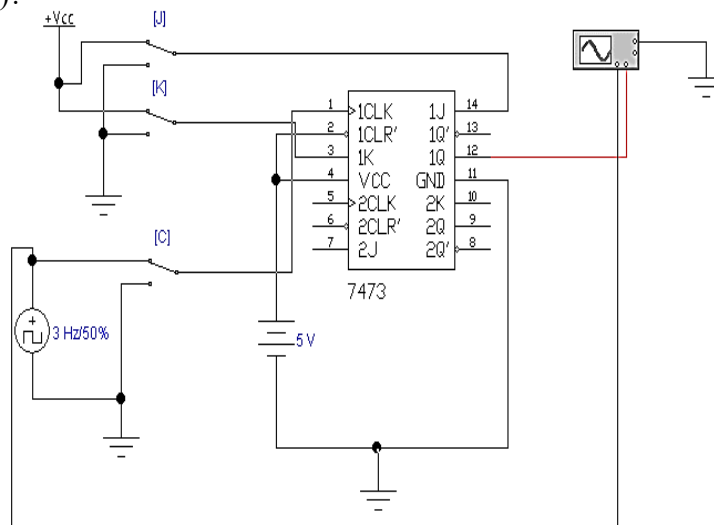 ):
+Vcc
[J]
[K]
1 1CLK 1J 14
2 1CLR' 1Q' 13
3 1K 1Q 12
4 VCC GND 11
5 2CLK 2K 10
6 2CLR' 2Q 9
7 2J 2Q' 8
7473
[C]
3 Hz/50%
5 V